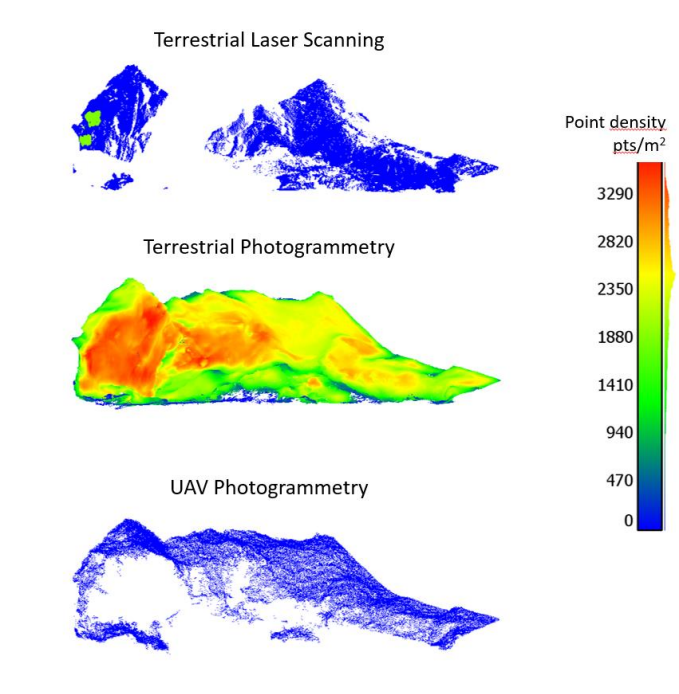 Terrestrial Laser Scanning
Point density
pts/m²
3290
Terrestrial Photogrammetry
2820
2350
1880
1410
940
470
UAV Photogrammetry
0